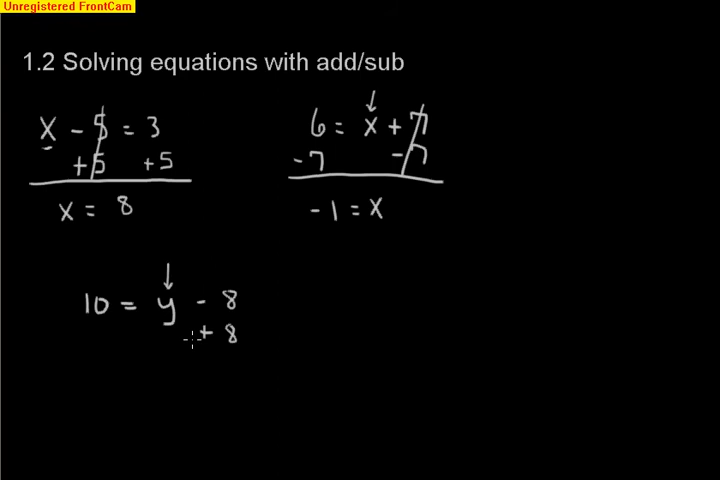 Unregistered FrontCam
1.2 Solving equations with add/sub
x - 5 = 3
+5 +5
x = 8
6 = x + 7
-7 -7
-1 = x
10 = y - 8
+ 8